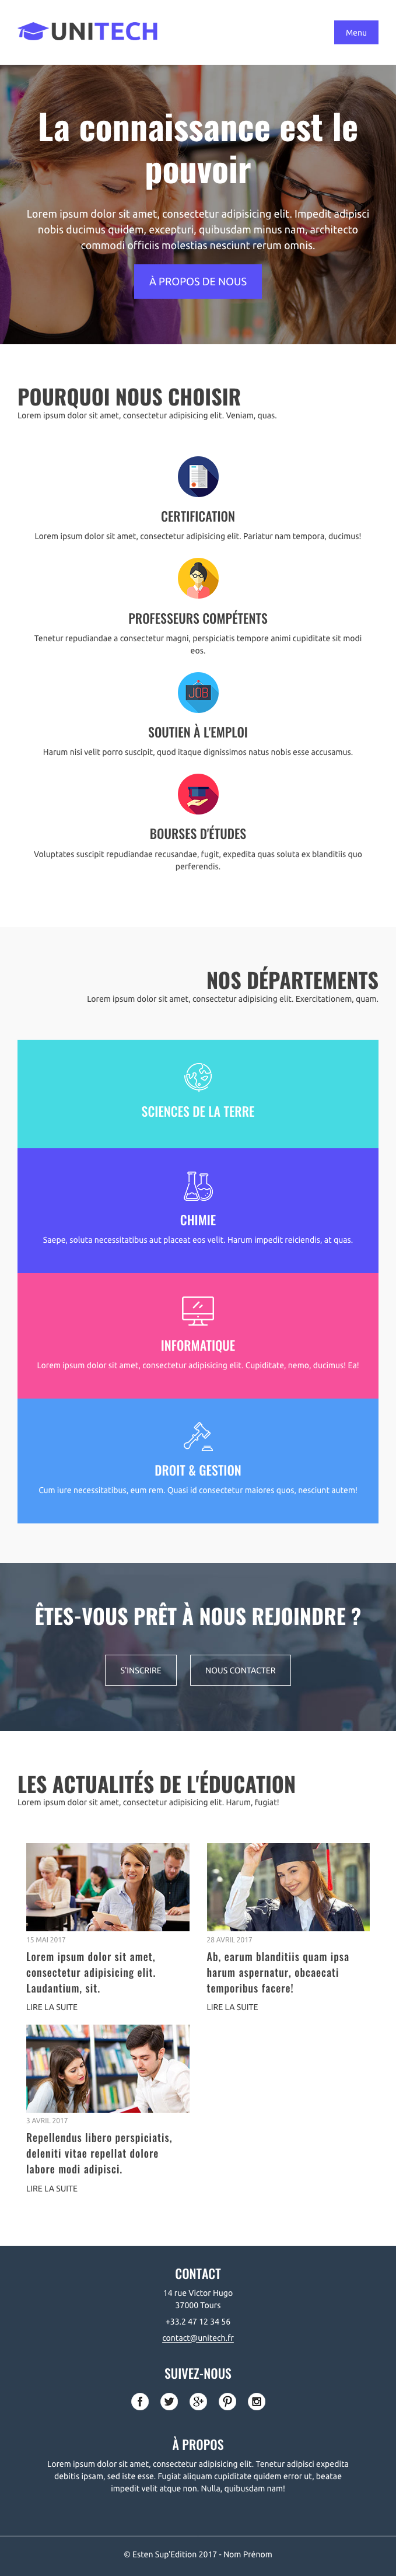 UNITECH
Menu
La connaissance est le
pouvoir
Lorem ipsum dolor sit amet, consectetur adipisicing elit. Impedit adipisci
nobis ducimus quidem, excepturi, quibusdam minus nam, architecto
commodi officiis molestias nesciunt rerum omnis.
À PROPOS DE NOUS
POURQUOI NOUS CHOISIR
Lorem ipsum dolor sit amet, consectetur adipisicing elit. Veniam, quas.
CERTIFICATION
Lorem ipsum dolor sit amet, consectetur adipisicing elit. Pariatur nam tempora, ducimus!
PROFESSEURS COMPÉTENTS
Tenetur repudiandae a consectetur magni, perspiciatis tempore animi cupiditate sit modi
eos.
JOB
SOUTIEN À L'EMPLOI
Harum nisi velit porro suscipit, quod itaque dignissimos natus nobis esse accusamus.
BOURSES D'ÉTUDES
Voluptates suscipit repudiandae recusandae, fugit, expedita quas soluta ex blanditiis quo
perferendis.
NOS DÉPARTEMENTS
Lorem ipsum dolor sit amet, consectetur adipisicing elit. Exercitationem, quam.
SCIENCES DE LA TERRE
CHIMIE
Saepe, soluta necessitatibus aut placeat eos velit. Harum impedit reiciendis, at quas.
INFORMATIQUE
Lorem ipsum dolor sit amet, consectetur adipisicing elit. Cupiditate, nemo, ducimus! Ea!
DROIT & GESTION
Cum iure necessitatibus, eum rem. Quasi id consectetur maiores quos, nesciunt autem!
ÊTES-VOUS PRÊT À NOUS REJOINDRE ?
S'INSCRIRE
NOUS CONTACTER
LES ACTUALITÉS DE L'ÉDUCATION
Lorem ipsum dolor sit amet, consectetur adipisicing elit. Harum, fugiat!
15 MAI 2017
Lorem ipsum dolor sit amet,
consectetur adipisicing elit.
Laudantium, sit.
LIRE LA SUITE
28 AVRIL 2017
Ab, earum blanditiis quam ipsa
harum aspernatur, obcaecati
temporibus facere!
LIRE LA SUITE
3 AVRIL 2017
Repellendus libero perspiciatis,
deleniti vitae repellat dolore
labore modi adipisci.
LIRE LA SUITE
CONTACT
14 rue Victor Hugo
37000 Tours
+33.2 47 12 34 56
contact@unitech.fr
SUIVEZ-NOUS
À PROPOS
Lorem ipsum dolor sit amet, consectetur adipisicing elit. Tenetur adipisci expedita
debitis ipsam, sed iste esse. Fugiat aliquam cupiditate quidem error ut, beatae
impedit velit atque non. Nulla, quibusdam nam!
© Esten Sup'Edition 2017 - Nom Prénom